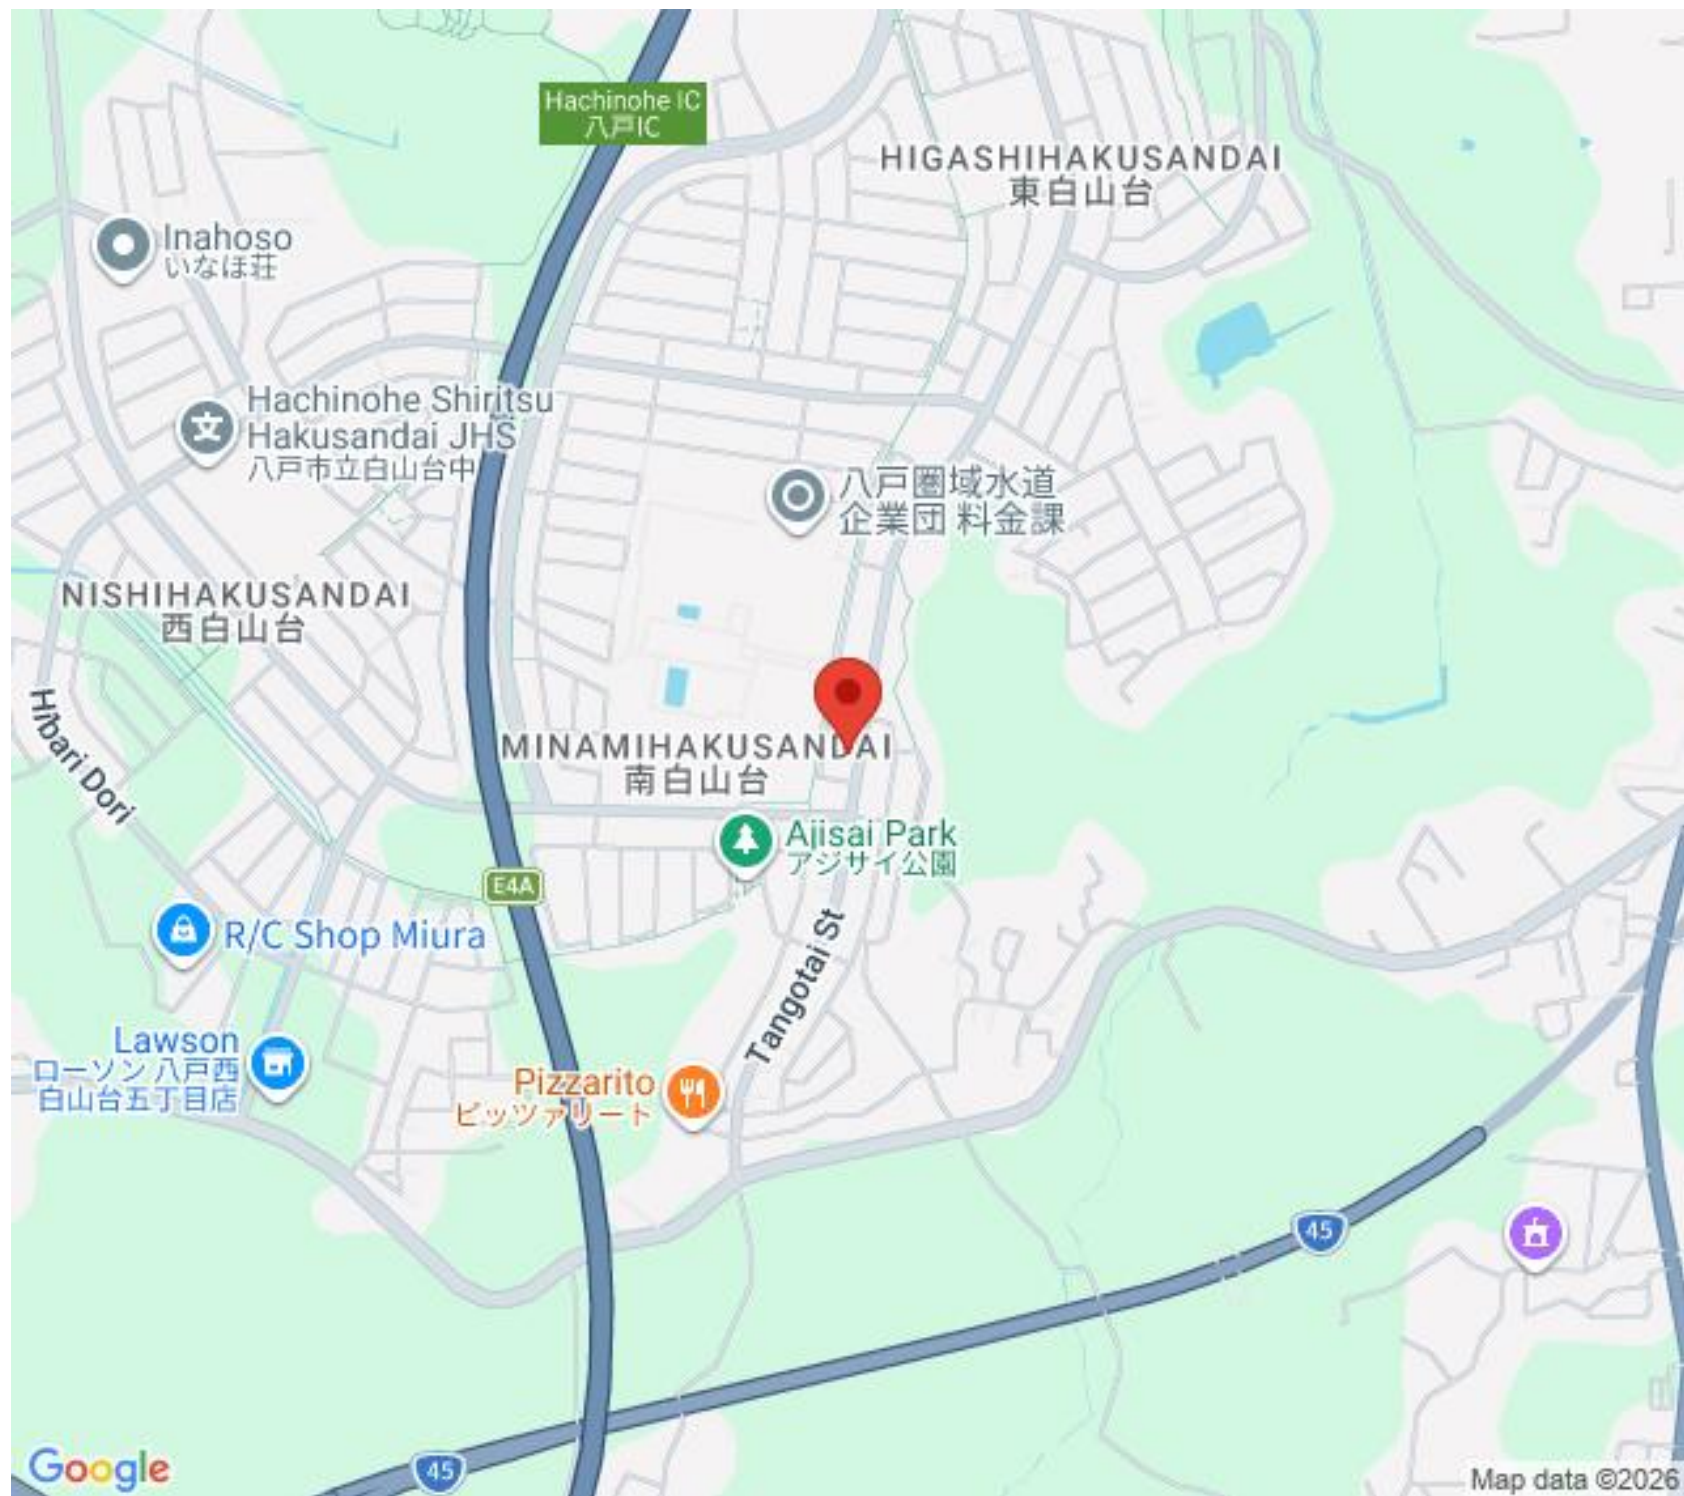 Hachinohe IC
八戸IC
HIGASHIHAKUSANDAI
東白山台
Inahoso
いなほ荘
Hachinohe Shiritsu
Hakusandai JHS
八戸市立白山台中
八戸圏域水道
企業団 料金課
NISHIHAKUSANDAI
西白山台
Hibari Dori
MINAMIHAKUSANDAI
南白山台
Ajisai Park
アジサイ公園
E4A
R/C Shop Miura
Tangotai St
Lawson
ローソン 八戸西
白山台五丁目店
Pizzarito
ピッツァリート
45
45
Google
Map data ©2026